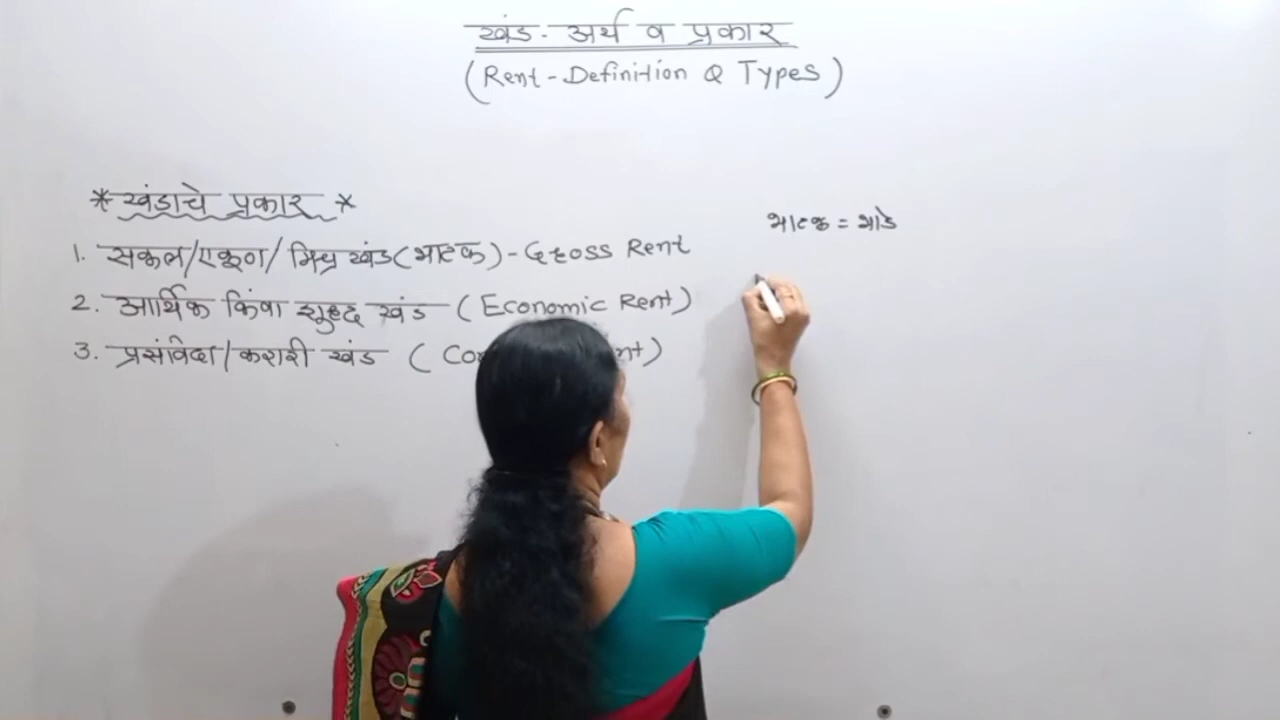 खंड - अर्थ व प्रकार
(Rent - Definition & Types)
* खंडाचे प्रकार *
1. सकल/एकूण/मिश्र खंड (भाटक) - Gross Rent
भाटक = भाडे
2. आर्थिक किंवा शुद्ध खंड (Economic Rent)
3. प्रसंविदा/करारी खंड (